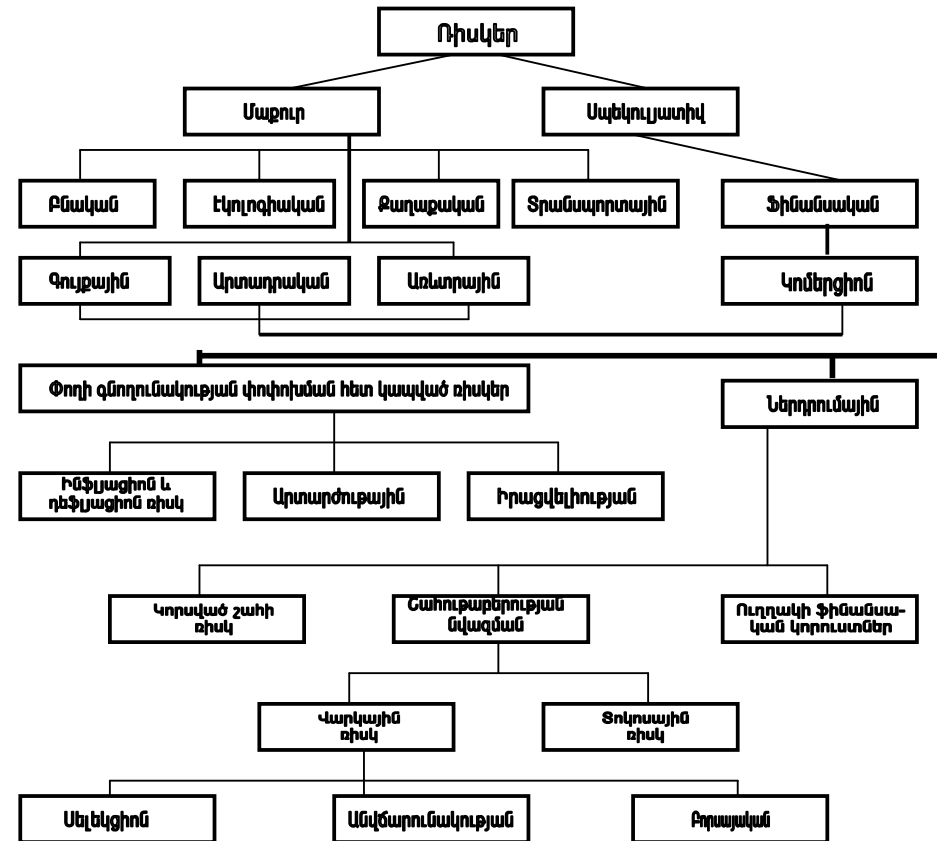 Ռիսկեր
Մաքուր
Սպեկուլյատիվ
Բնական
էկոլոգիական
Քաղաքական
Տրանսպորտային
Ֆինանսական
Գույքային
Արտադրական
Առևտրային
Կոմերցիոն
Փողի գնողունակության փոփոխման հետ կապված ռիսկեր
Ներդրումային
Ինֆլյացիոն և
դեֆլյացիոն ռիսկ
Արտարժութային
Իրացվելիության
Կորսված շահի
ռիսկ
Շահութաբերության
նվազման
Ուղղակի ֆինանսա-
կան կորուստներ
Վարկային
ռիսկ
Տոկոսային
ռիսկ
Սելեկցիոն
Անվճարունակության
Բորսայական